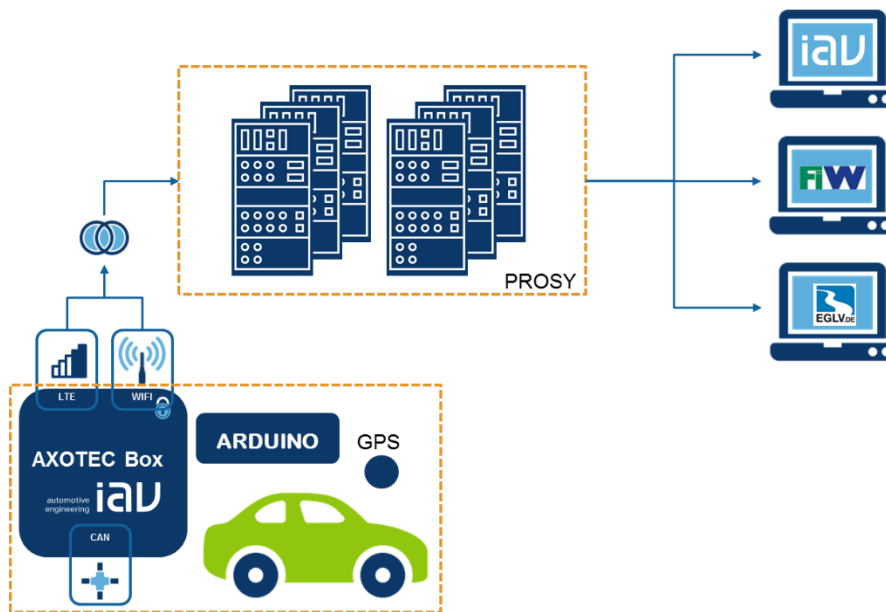 iav
FiW
EGLV.DE
PROSY
LTE
WIFI
AXOTEC Box
automotive
engineering
iav
CAN
ARDUINO
GPS